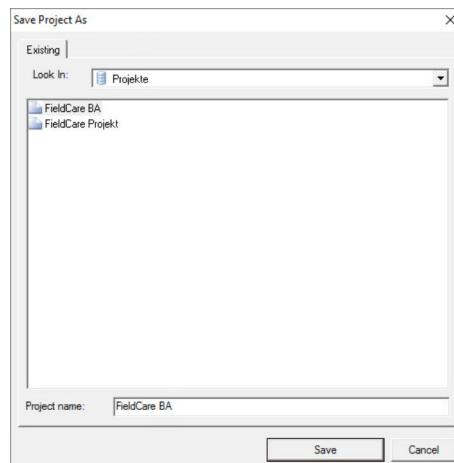 Save Project As
Existing
Look In: Projekte
FieldCare BA
FieldCare Projekt
Project name: FieldCare BA
Save Cancel